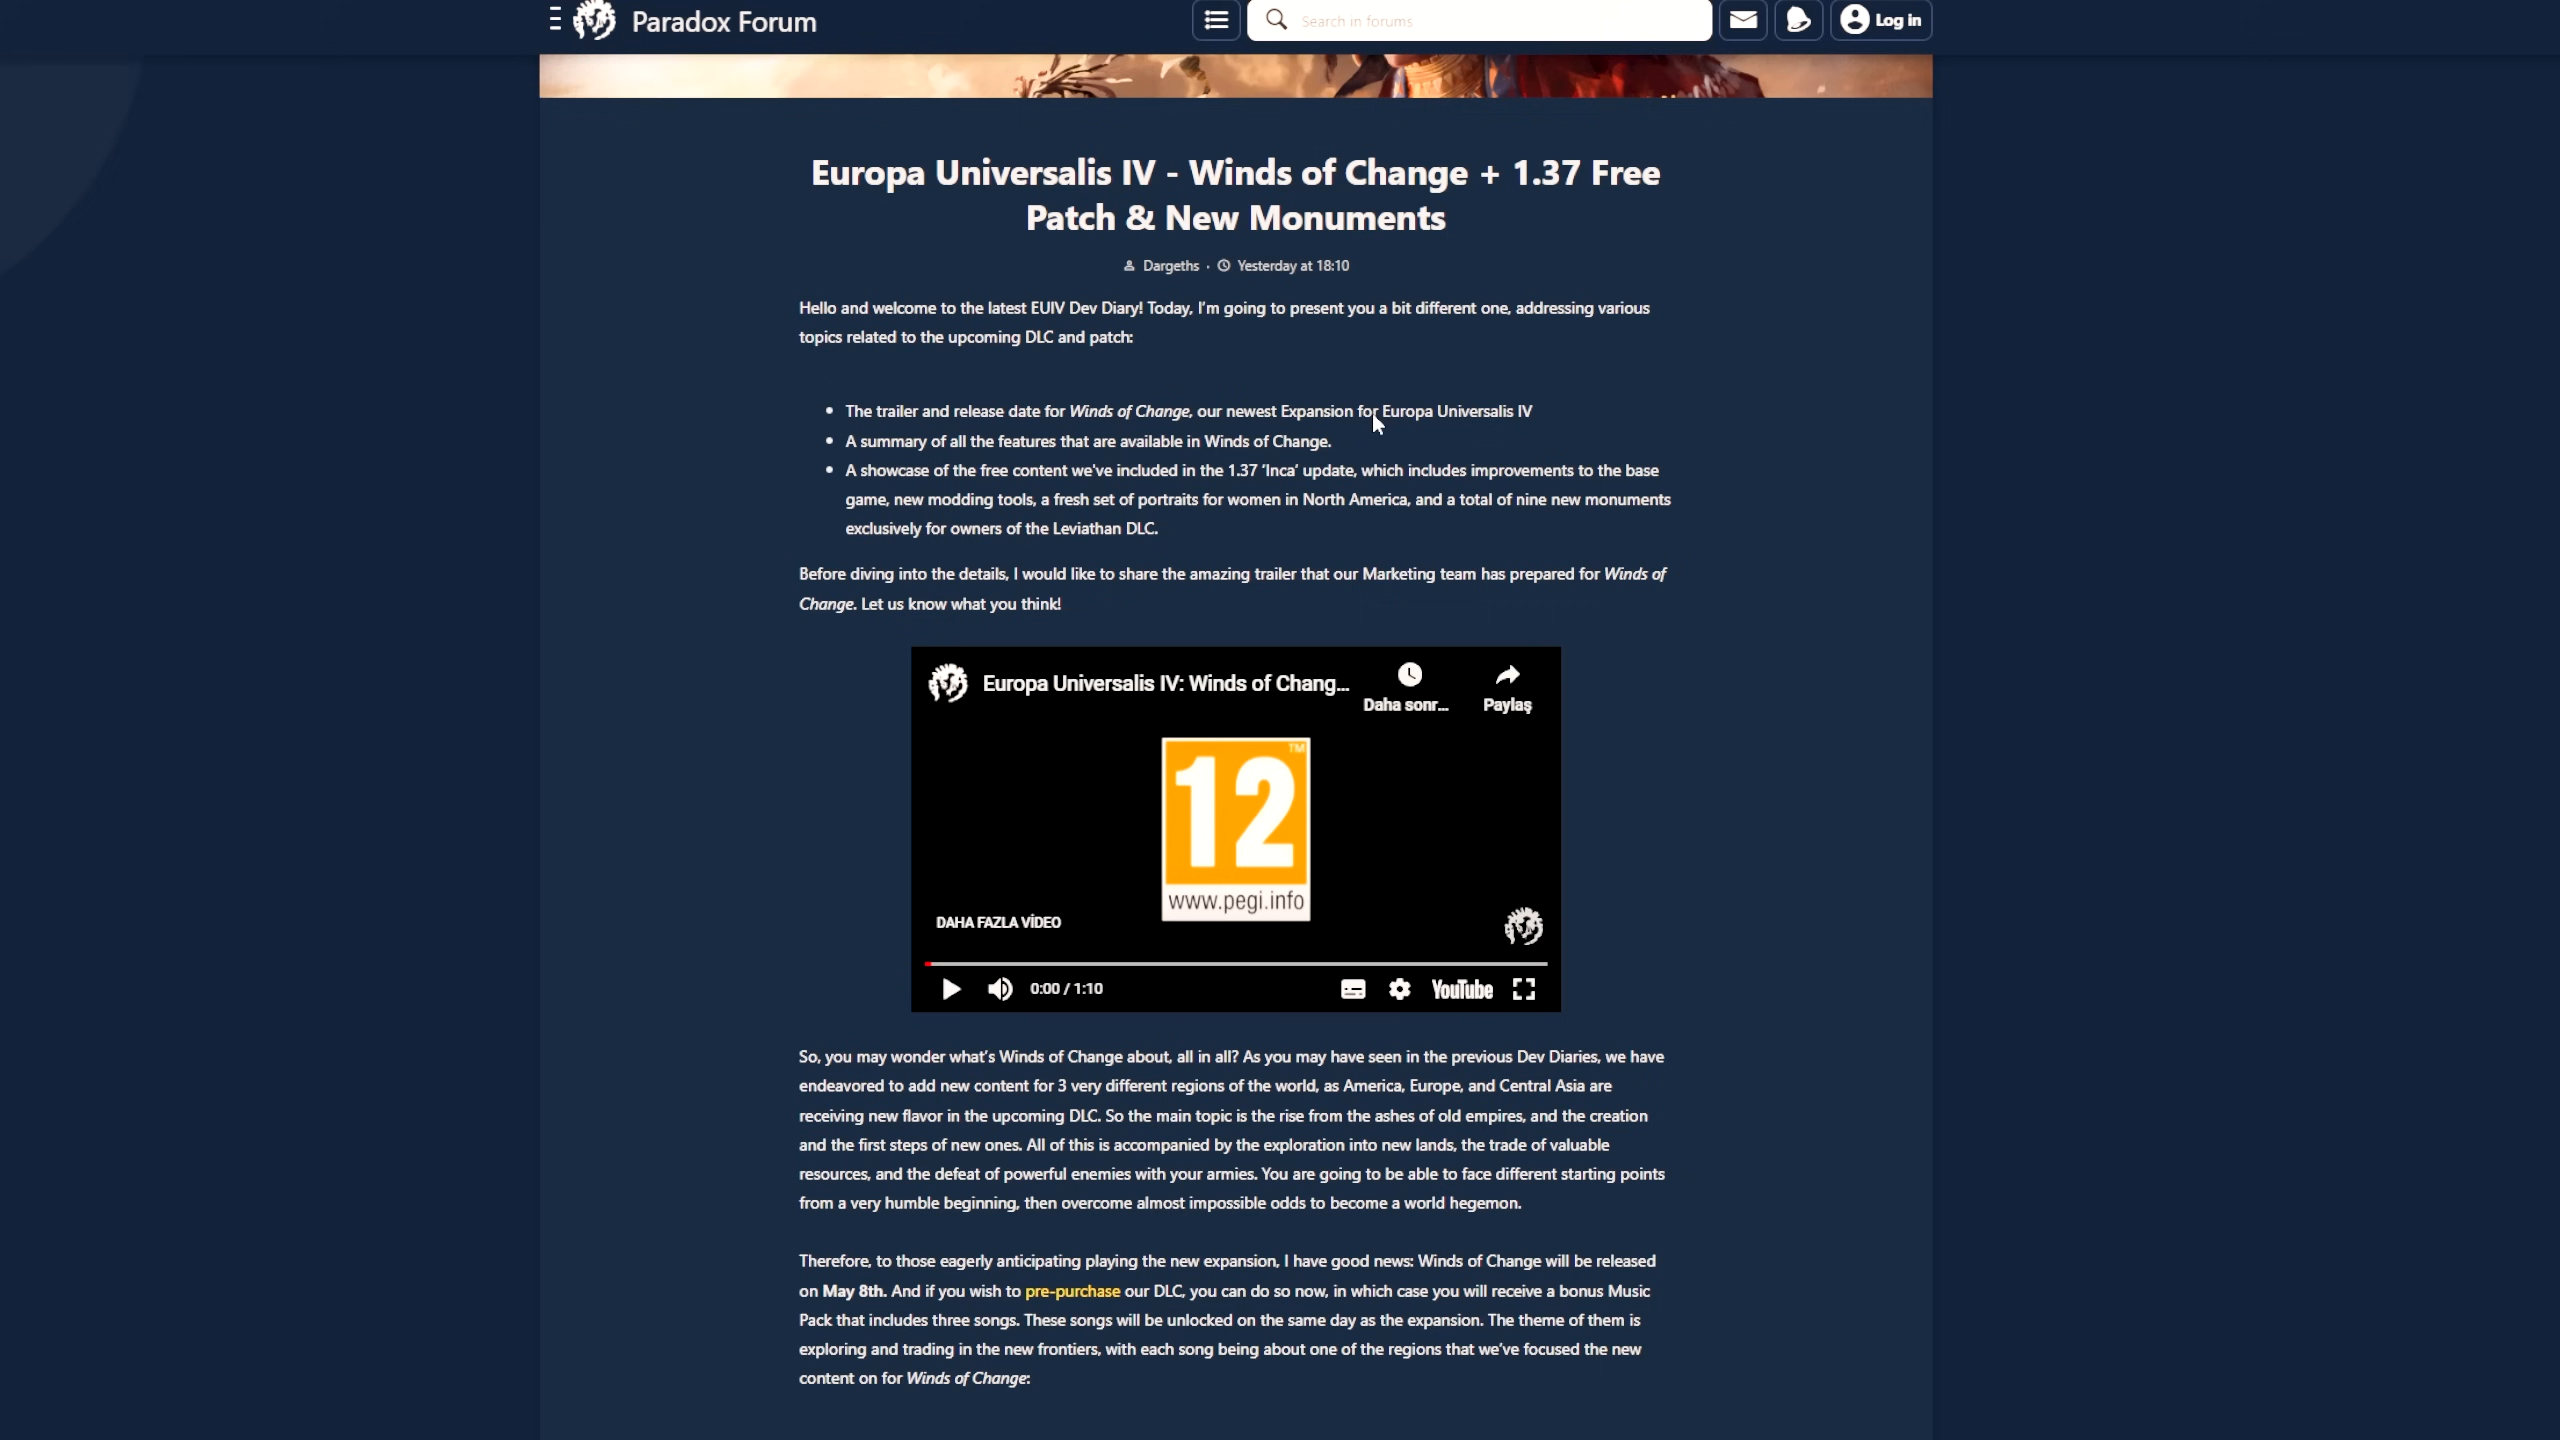 Paradox Forum
Search in forums
Log in
Europa Universalis IV - Winds of Change + 1.37 Free
Patch & New Monuments
Dargeths · Yesterday at 18:10
Hello and welcome to the latest EUIV Dev Diary! Today, I'm going to present you a bit different one, addressing various
topics related to the upcoming DLC and patch:
• The trailer and release date for Winds of Change, our newest Expansion for Europa Universalis IV
• A summary of all the features that are available in Winds of Change.
• A showcase of the free content we've included in the 1.37 ‘Inca’ update, which includes improvements to the base
game, new modding tools, a fresh set of portraits for women in North America, and a total of nine new monuments
exclusively for owners of the Leviathan DLC.
Before diving into the details, I would like to share the amazing trailer that our Marketing team has prepared for Winds of
Change. Let us know what you think!
Europa Universalis IV: Winds of Chang...
Daha sonr...
Paylaş
12
TM
www.pegi.info
DAHA FAZLA VİDEO
0:00 / 1:10
YouTube
So, you may wonder what's Winds of Change about, all in all? As you may have seen in the previous Dev Diaries, we have
endeavored to add new content for 3 very different regions of the world, as America, Europe, and Central Asia are
receiving new flavor in the upcoming DLC. So the main topic is the rise from the ashes of old empires, and the creation
and the first steps of new ones. All of this is accompanied by the exploration into new lands, the trade of valuable
resources, and the defeat of powerful enemies with your armies. You are going to be able to face different starting points
from a very humble beginning, then overcome almost impossible odds to become a world hegemon.
Therefore, to those eagerly anticipating playing the new expansion, I have good news: Winds of Change will be released
on May 8th. And if you wish to pre-purchase our DLC, you can do so now, in which case you will receive a bonus Music
Pack that includes three songs. These songs will be unlocked on the same day as the expansion. The theme of them is
exploring and trading in the new frontiers, with each song being about one of the regions that we've focused the new
content on for Winds of Change: